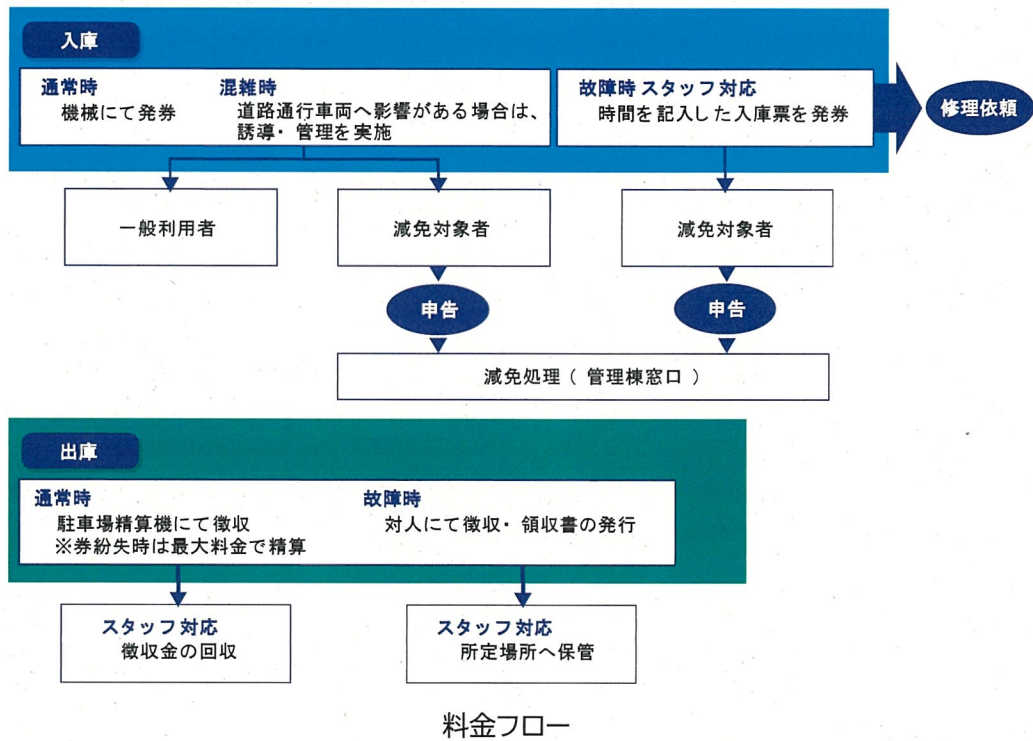 入庫
通常時
機械にて発券
混雑時
道路通行車両へ影響がある場合は、
誘導・管理を実施
故障時 スタッフ対応
時間を記入した入庫票を発券
修理依頼
一般利用者
減免対象者
減免対象者
申告
申告
減免処理（管理棟窓口）
出庫
通常時
駐車場精算機にて徴収
※券紛失時は最大料金で精算
故障時
対人にて徴収・領収書の発行
スタッフ対応
徴収金の回収
スタッフ対応
所定場所へ保管
料金フロー